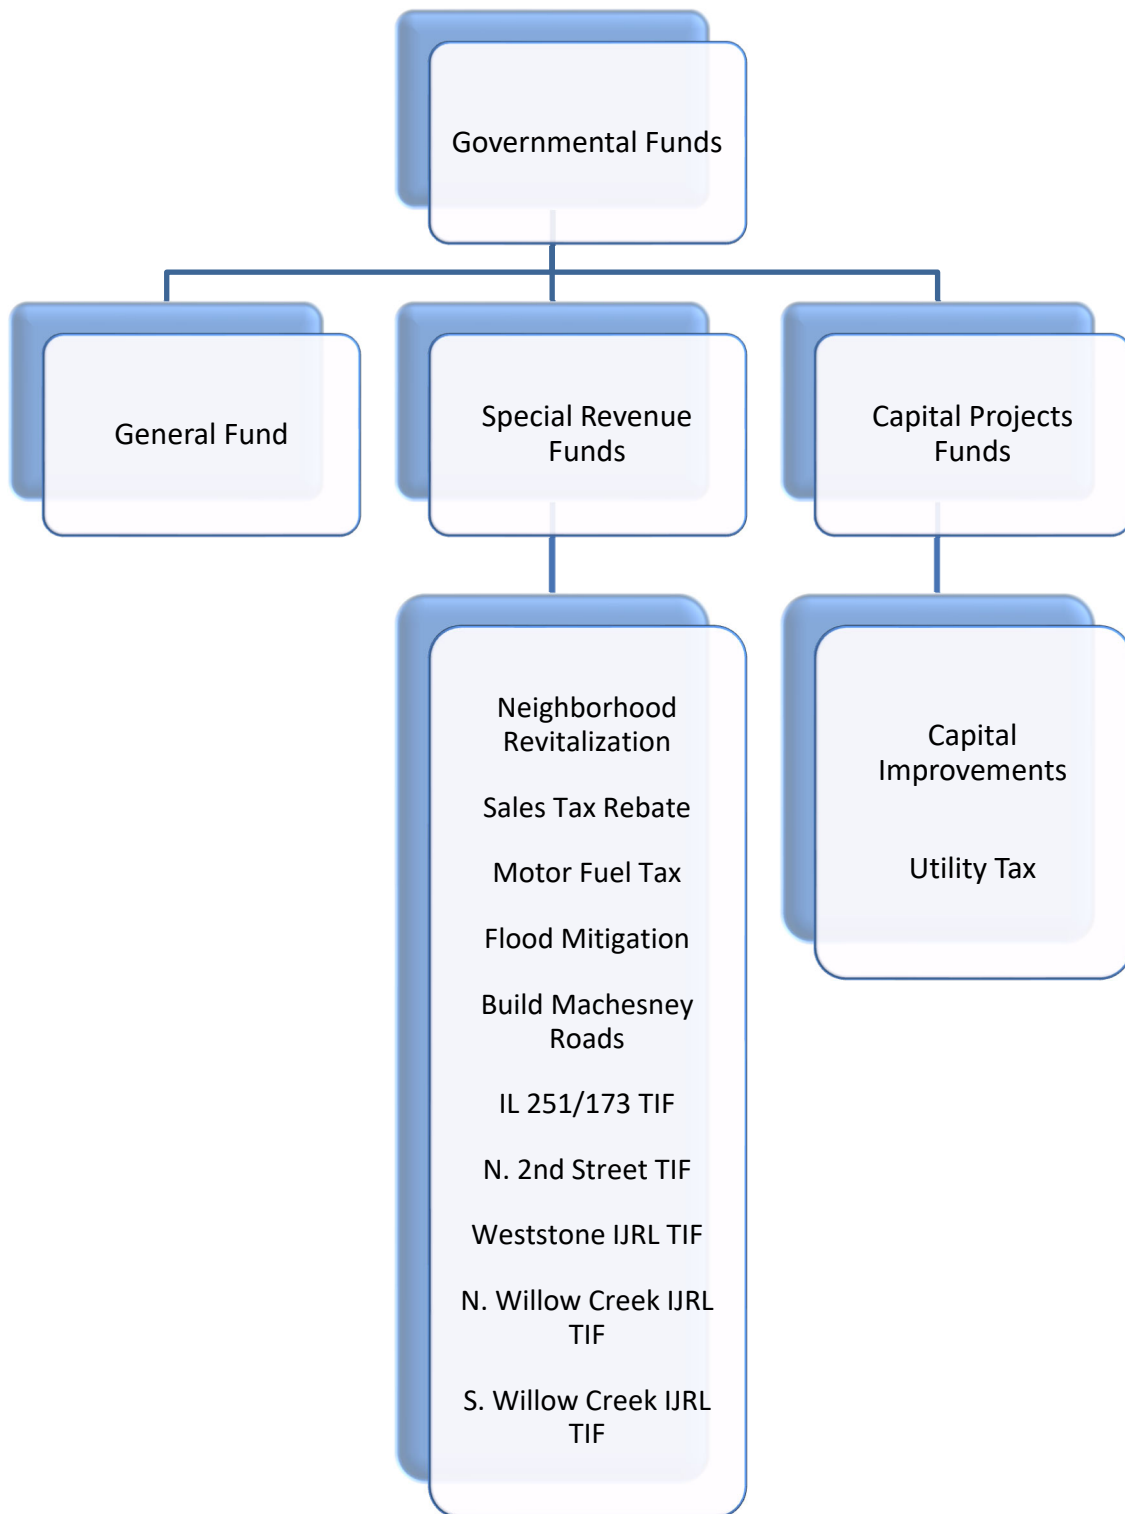 Governmental Funds
General Fund
Special Revenue
Funds
Capital Projects
Funds
Neighborhood
Revitalization
Sales Tax Rebate
Motor Fuel Tax
Flood Mitigation
Build Machesney
Roads
IL 251/173 TIF
N. 2nd Street TIF
Weststone IJRL TIF
N. Willow Creek IJRL
TIF
S. Willow Creek IJRL
TIF
Capital
Improvements
Utility Tax